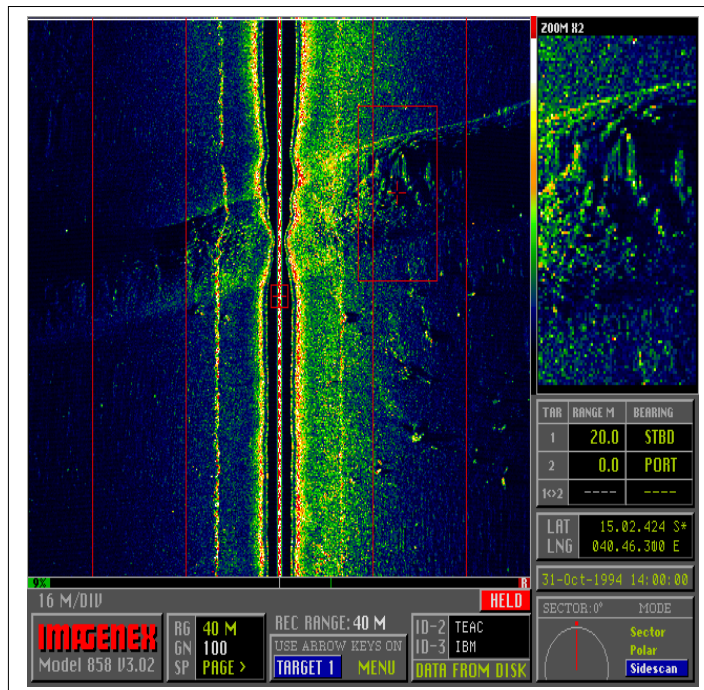 ZOOM X2
TAR RANGE M BEARING
1 20.0 STBD
2 0.0 PORT
1<>2 ---- ----
LAT 15.02.424 S*
LNG 040.46.300 E
31-Oct-1994 14:00:00
9% R
16 M/DIV HELD
IMAGENEX
Model 858 V3.02
RG 40 M
GN 100
SP PAGE >
REC RANGE: 40 M
USE ARROW KEYS ON
TARGET 1 MENU
ID-2 TEAC
ID-3 IBM
DATA FROM DISK
SECTOR:0° MODE
Sector
Polar
Sidescan